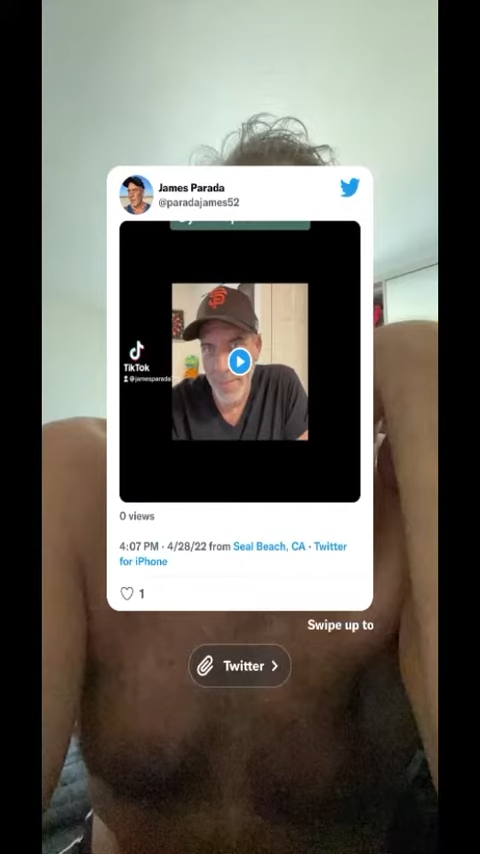 James Parada
@paradajames52
SF
TikTok
@jamesparada
0 views
4:07 PM · 4/28/22 from Seal Beach, CA · Twitter
for iPhone
1
Swipe up to
Twitter >